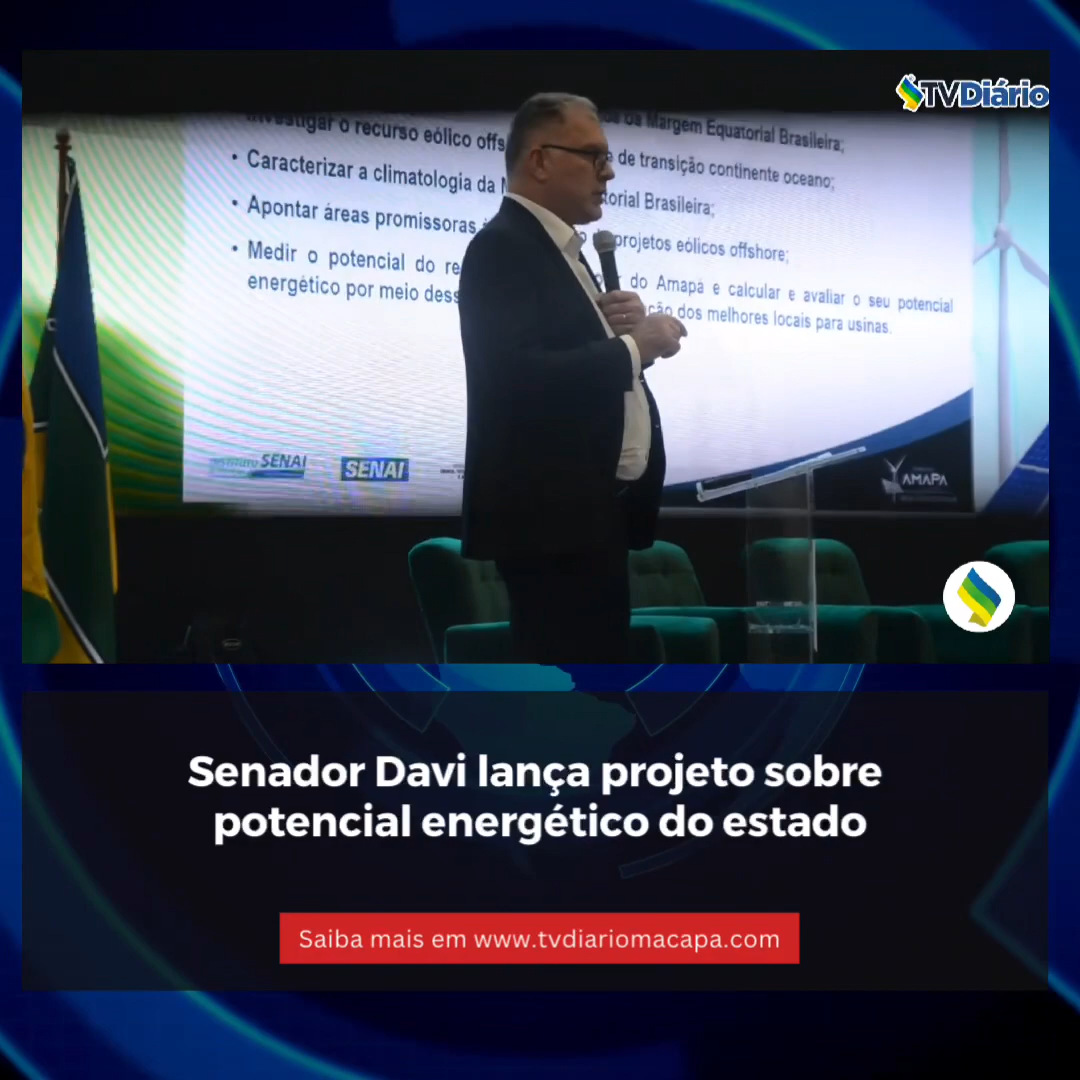 TVDiário
Investigar o recurso eólico offs da Margem Equatorial Brasileira;
• Caracterizar a climatologia da de transição continente oceano;
• Apontar áreas promissoras torial Brasileira;
• Medir o potencial do re projetos eólicos offshore;
energético por meio dess do Amapá e calcular e avaliar o seu potencial
ção dos melhores locais para usinas.
SENAI
SENAI
AMAPÁ
Senador Davi lança projeto sobre
potencial energético do estado
Saiba mais em www.tvdiariomacapa.com